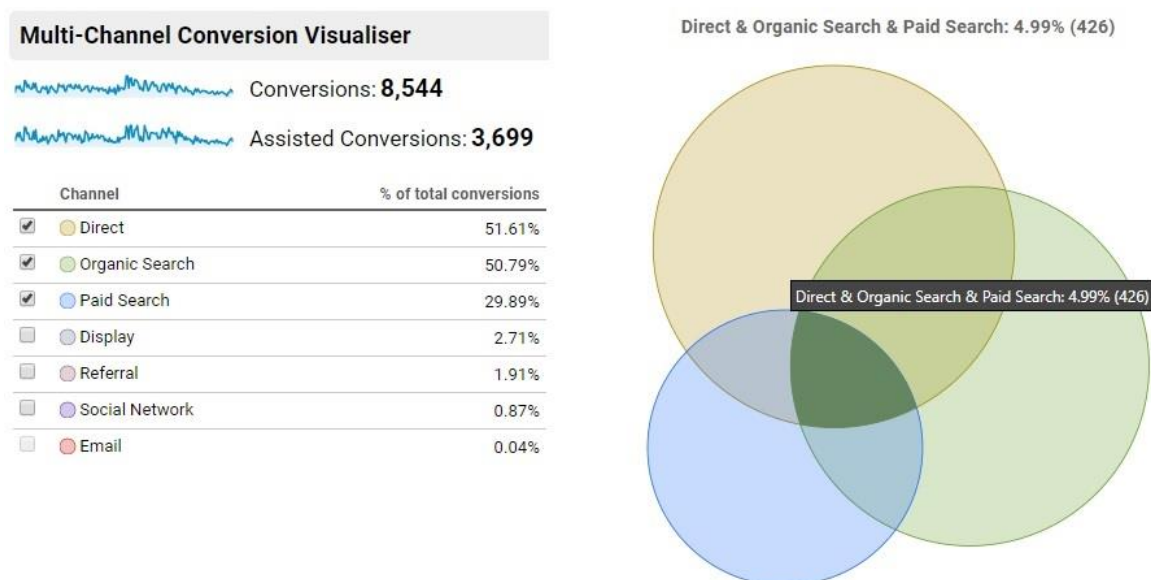 Multi-Channel Conversion Visualiser
Conversions: 8,544
Assisted Conversions: 3,699
Channel % of total conversions
Direct 51.61%
Organic Search 50.79%
Paid Search 29.89%
Display 2.71%
Referral 1.91%
Social Network 0.87%
Email 0.04%
Direct & Organic Search & Paid Search: 4.99% (426)
Direct & Organic Search & Paid Search: 4.99% (426)